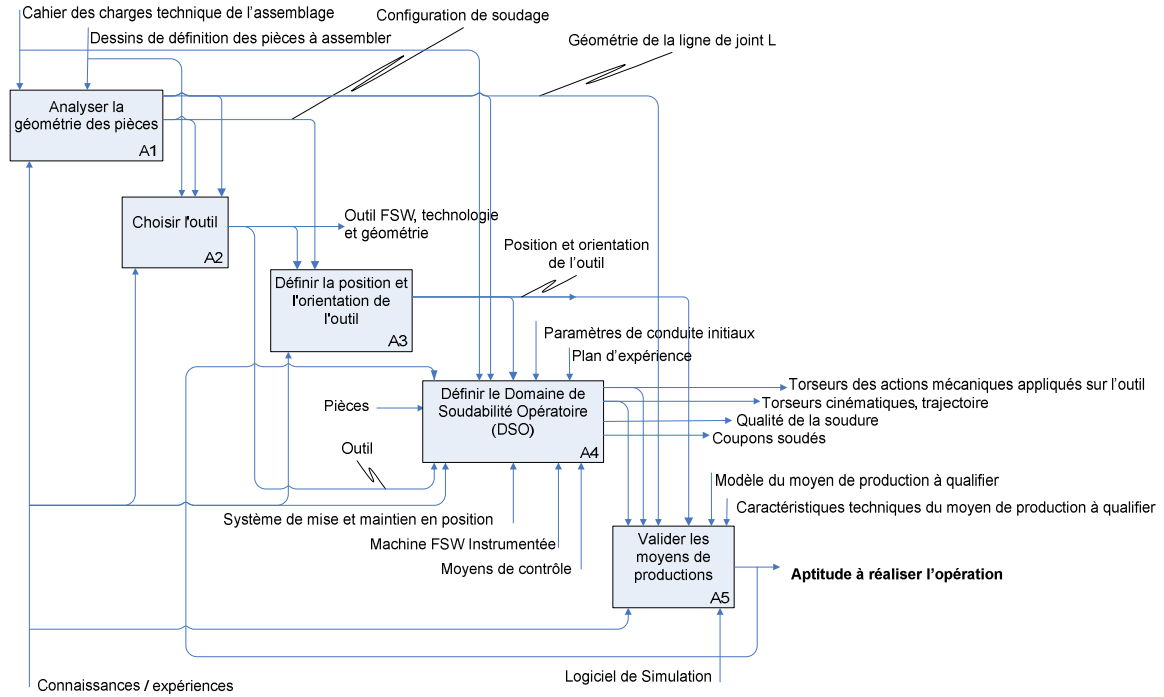 Cahier des charges technique de l'assemblage
Configuration de soudage
Dessins de définition des pièces à assembler
Géométrie de la ligne de joint L
Analyser la
géométrie des pièces
A1
Choisir l'outil
A2
Outil FSW, technologie
et géométrie
Position et orientation
de l'outil
Définir la position et
l'orientation de
l'outil
A3
Paramètres de conduite initiaux
Plan d'expérience
Pièces
Définir le Domaine de
Soudabilité Opératoire
(DSO)
A4
Torseurs des actions mécaniques appliqués sur l'outil
Torseurs cinématiques, trajectoire
Qualité de la soudure
Coupons soudés
Outil
Modèle du moyen de production à qualifier
Caractéristiques techniques du moyen de production à qualifier
Système de mise et maintien en position
Machine FSW Instrumentée
Moyens de contrôle
Valider les
moyens de
productions
A5
Aptitude à réaliser l'opération
Logiciel de Simulation
Connaissances / expériences